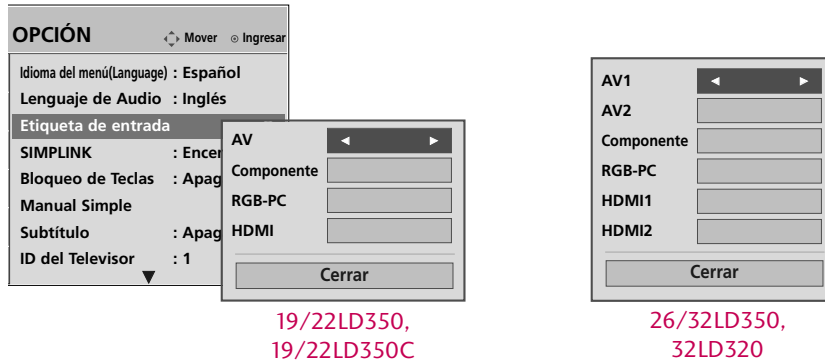 OPCIÓN Mover Ingresar
Idioma del menú(Language) : Español
Lenguaje de Audio : Inglés
Etiqueta de entrada
SIMPLINK : Encen
Bloqueo de Teclas : Apag
Manual Simple
Subtítulo : Apag
ID del Televisor : 1
AV
Componente
RGB-PC
HDMI
Cerrar
19/22LD350,
19/22LD350C
AV1
AV2
Componente
RGB-PC
HDMI1
HDMI2
Cerrar
26/32LD350,
32LD320